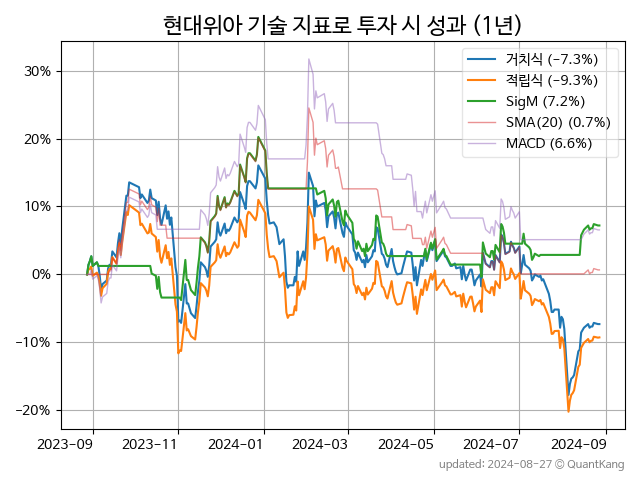 현대위아 기술 지표로 투자 시 성과 (1년)
거치식 (−7.3%)
적립식 (−9.3%)
SigM (7.2%)
SMA(20) (0.7%)
MACD (6.6%)
30%
20%
10%
0%
−10%
−20%
2023-09 2023-11 2024-01 2024-03 2024-05 2024-07 2024-09
updated: 2024-08-27 © QuantKang